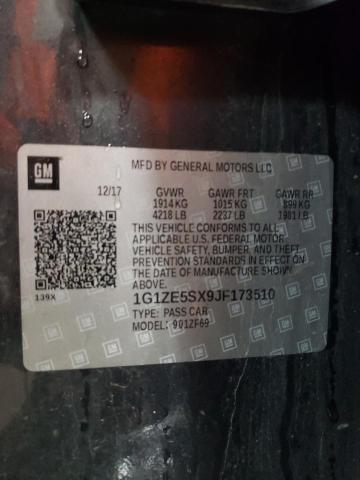 GM
MFD BY GENERAL MOTORS LLC
12/17 GVWR GAWR FRT GAWR RR
1914 KG 1015 KG 899 KG
4218 LB 2237 LB 1981 LB
THIS VEHICLE CONFORMS TO ALL
APPLICABLE U.S. FEDERAL MOTOR
VEHICLE SAFETY, BUMPER, AND THEFT
PREVENTION STANDARDS IN EFFECT ON
THE DATE OF MANUFACTURE SHOWN
ABOVE.
139X
1G1ZE5SX9JF173510
TYPE: PASS CAR
MODEL: 901ZF69